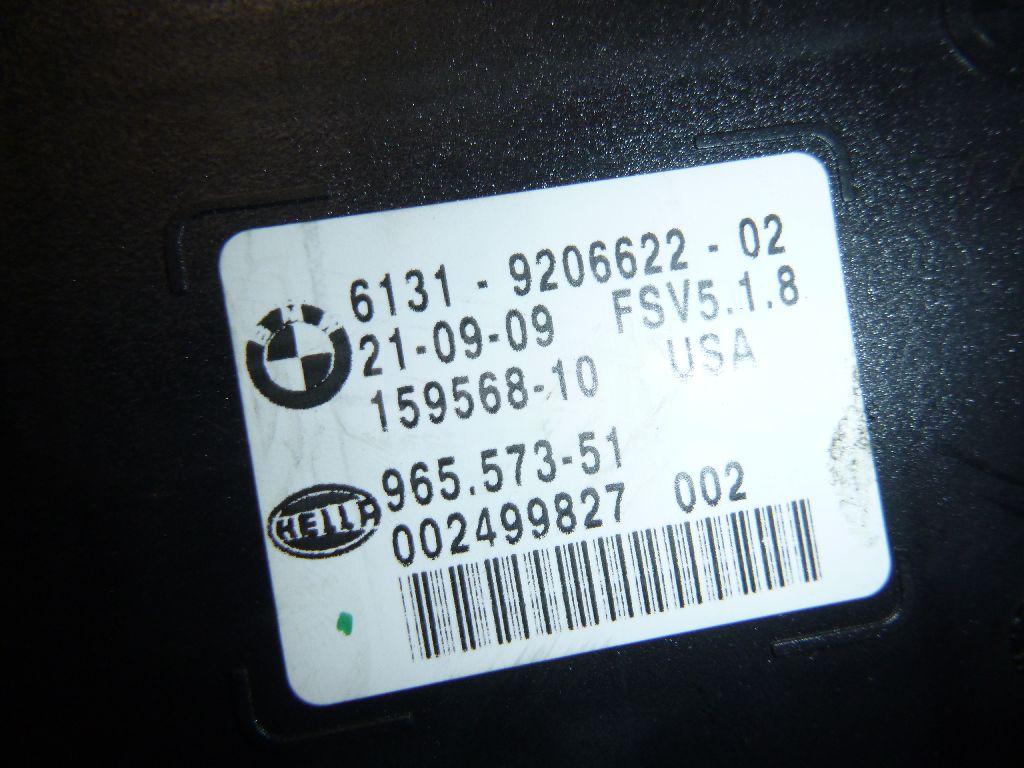 6131 - 9206622 - 02
21-09-09 FSV5.1.8
159568-10 USA
965.573-51
HELLA
002499827 002